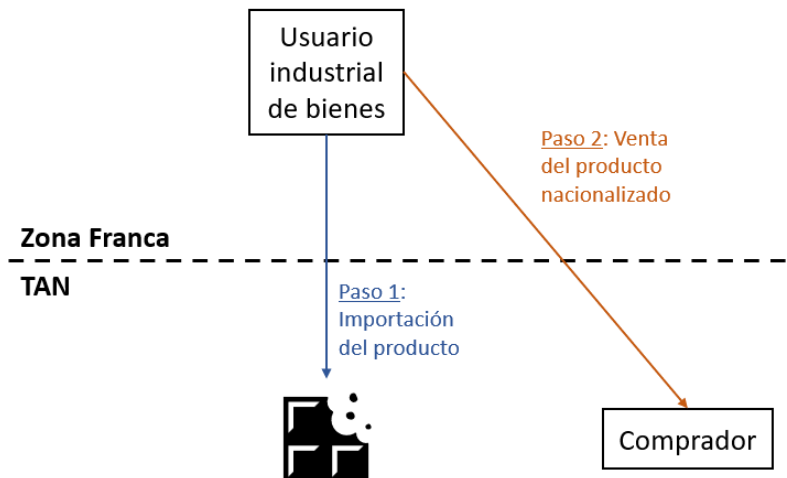 Usuario
industrial
de bienes
Paso 2: Venta
del producto
nacionalizado
Zona Franca
TAN
Paso 1:
Importación
del producto
Comprador